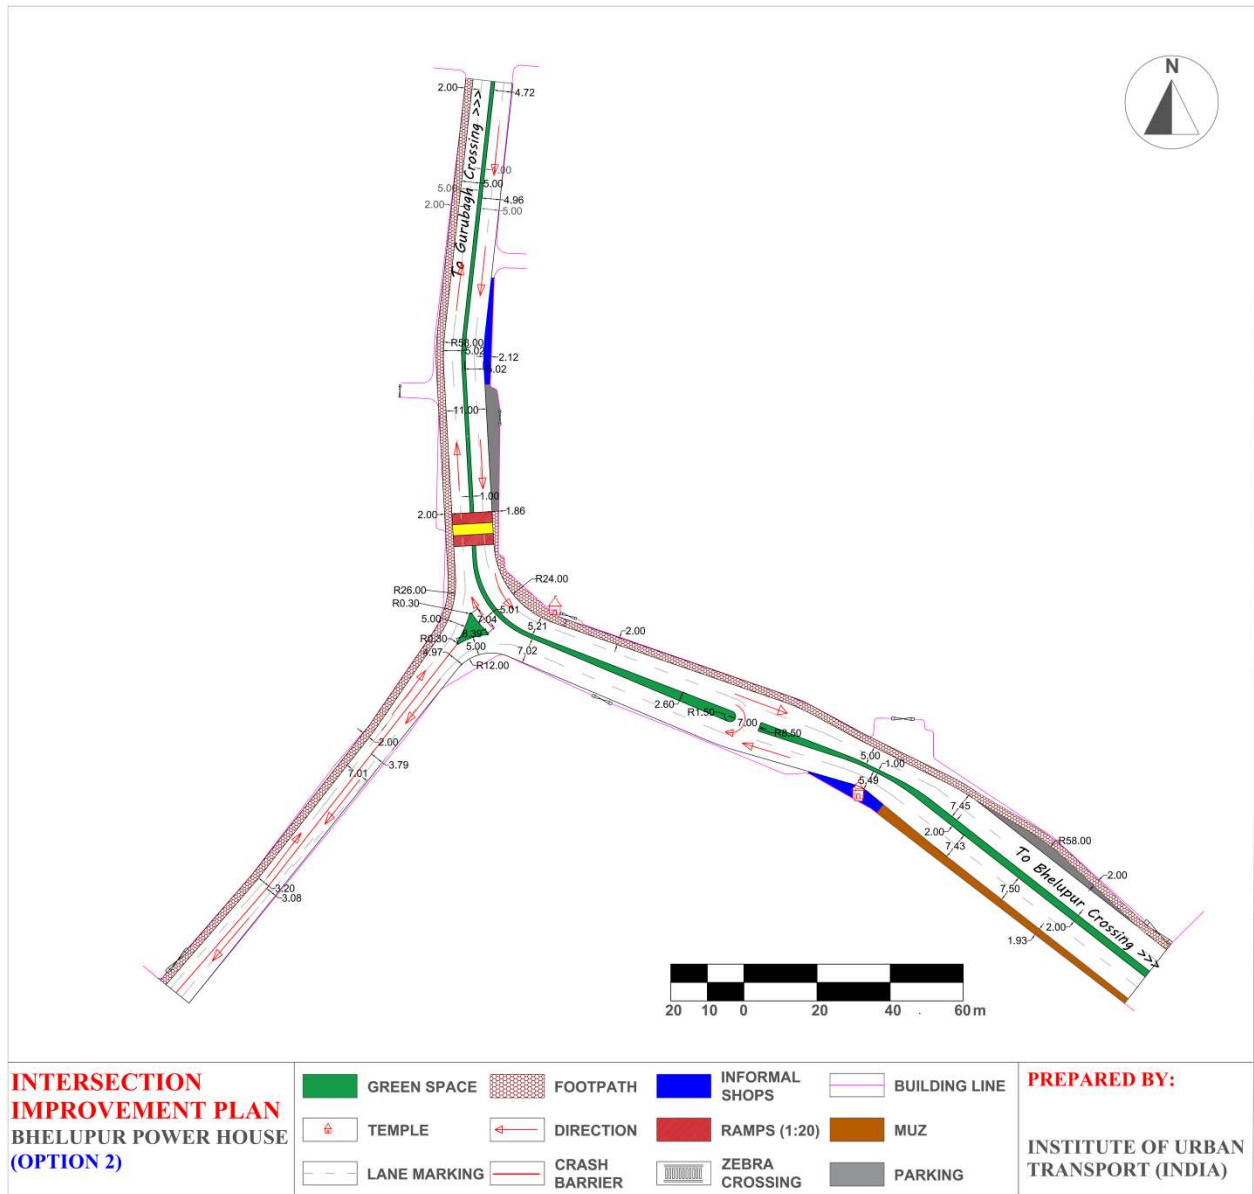 N
2.00
4.72
To Gurubagh Crossing >>>
5.00
5.00
2.00
4.96
5.00
R58.00
5.02
2.12
5.02
11.00
1.00
2.00
1.86
R26.00
R24.00
R0.30
5.00
7.04
5.01
R0.30
8.39
5.21
2.00
4.97
5.00
7.02
R12.00
2.60
R1.50
7.00
R8.50
2.00
3.79
7.01
5.00
1.00
5.49
7.45
2.00
7.43
R58.00
To Bhelupur Crossing >>>
2.00
7.50
3.20
3.08
2.00
1.93
20 10 0 20 40 60 m
INTERSECTION
IMPROVEMENT PLAN
BHELUPUR POWER HOUSE
(OPTION 2)
GREEN SPACE
FOOTPATH
INFORMAL
SHOPS
BUILDING LINE
TEMPLE
DIRECTION
RAMPS (1:20)
MUZ
LANE MARKING
CRASH
BARRIER
ZEBRA
CROSSING
PARKING
PREPARED BY:
INSTITUTE OF URBAN
TRANSPORT (INDIA)